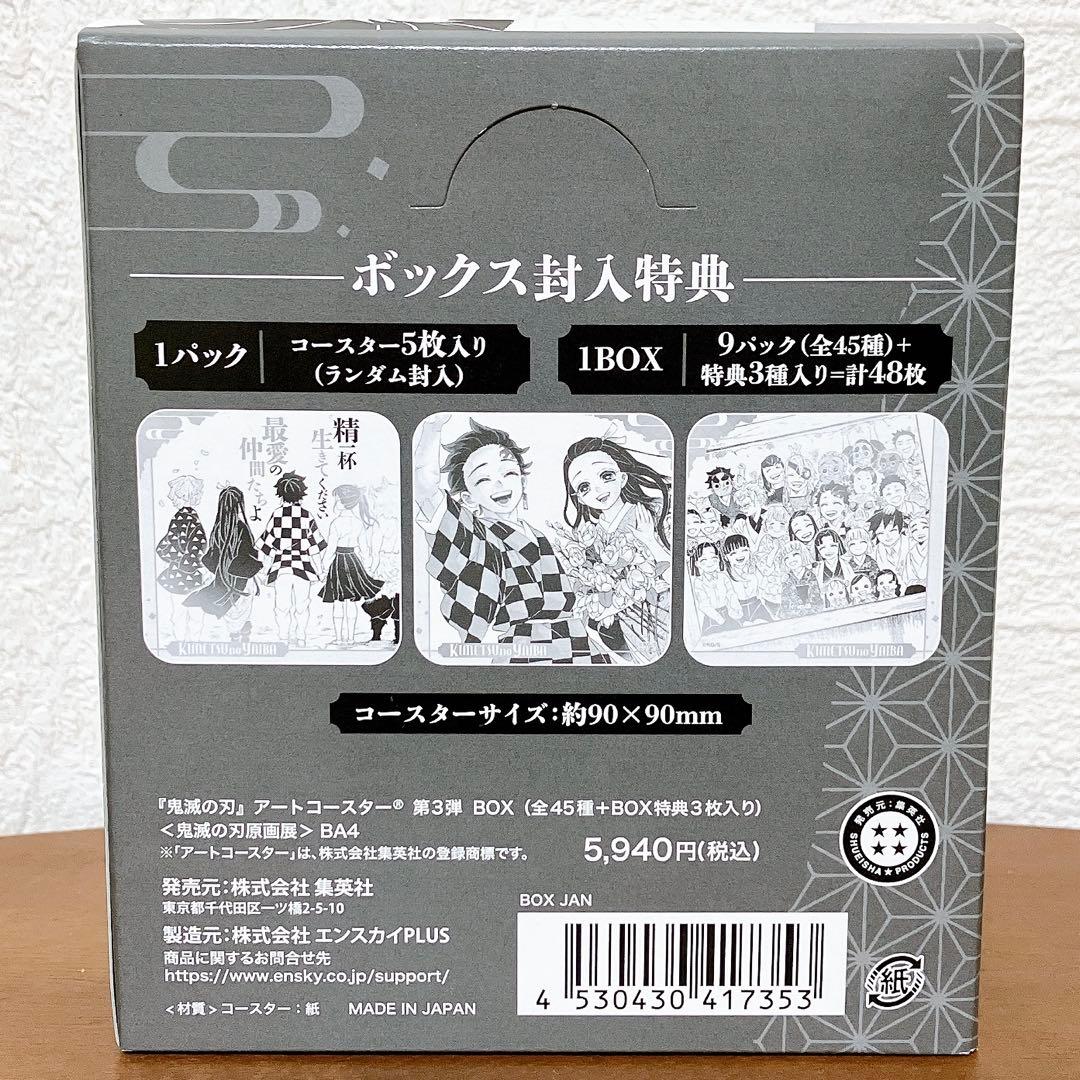 ボックス封入特典
1パック
コースター5枚入り
(ランダム封入)
1BOX
9パック(全45種)+
特典3種入り=計48枚
精一杯
生きてください
最愛の
仲間たちよ
KIMETSU NO YAIBA
KIMETSU NO YAIBA
KIMETSU NO YAIBA
コースターサイズ:約90×90mm
『鬼滅の刃』アートコースター® 第3弾 BOX (全45種+BOX特典3枚入り)
<鬼滅の刃原画展> BA4
※「アートコースター」は、株式会社集英社の登録商標です。
5,940円(税込)
発売元:集英社
SHUEISHA★PRODUCTS
発売元:株式会社 集英社
東京都千代田区一ツ橋2-5-10
製造元:株式会社 エンスカイPLUS
商品に関するお問合せ先
https://www.ensky.co.jp/support/
<材質>コースター:紙 MADE IN JAPAN
BOX JAN
4 530430 417353
紙